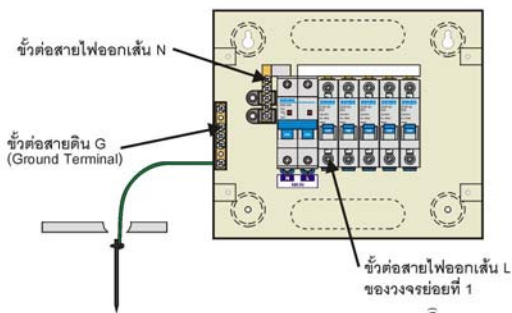 ขั้วต่อสายไฟออกเส้น N
ขั้วต่อสายดิน G
(Ground Terminal)
N L
ขั้วต่อสายไฟออกเส้น L
ของวงจรย่อยที่ 1